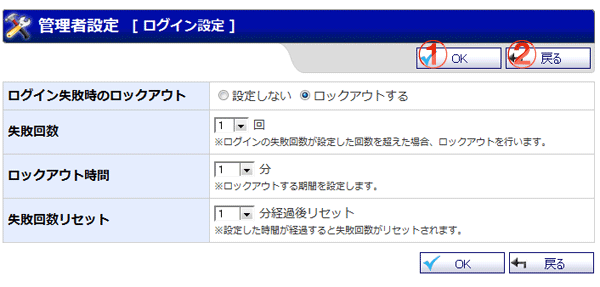 管理者設定 [ ログイン設定 ]
① OK ② 戻る
ログイン失敗時のロックアウト 設定しない ロックアウトする
失敗回数 1 回
※ログインの失敗回数が設定した回数を超えた場合、ロックアウトを行います。
ロックアウト時間 1 分
※ロックアウトする期間を設定します。
失敗回数リセット 1 分経過後リセット
※設定した時間が経過すると失敗回数がリセットされます。
OK 戻る